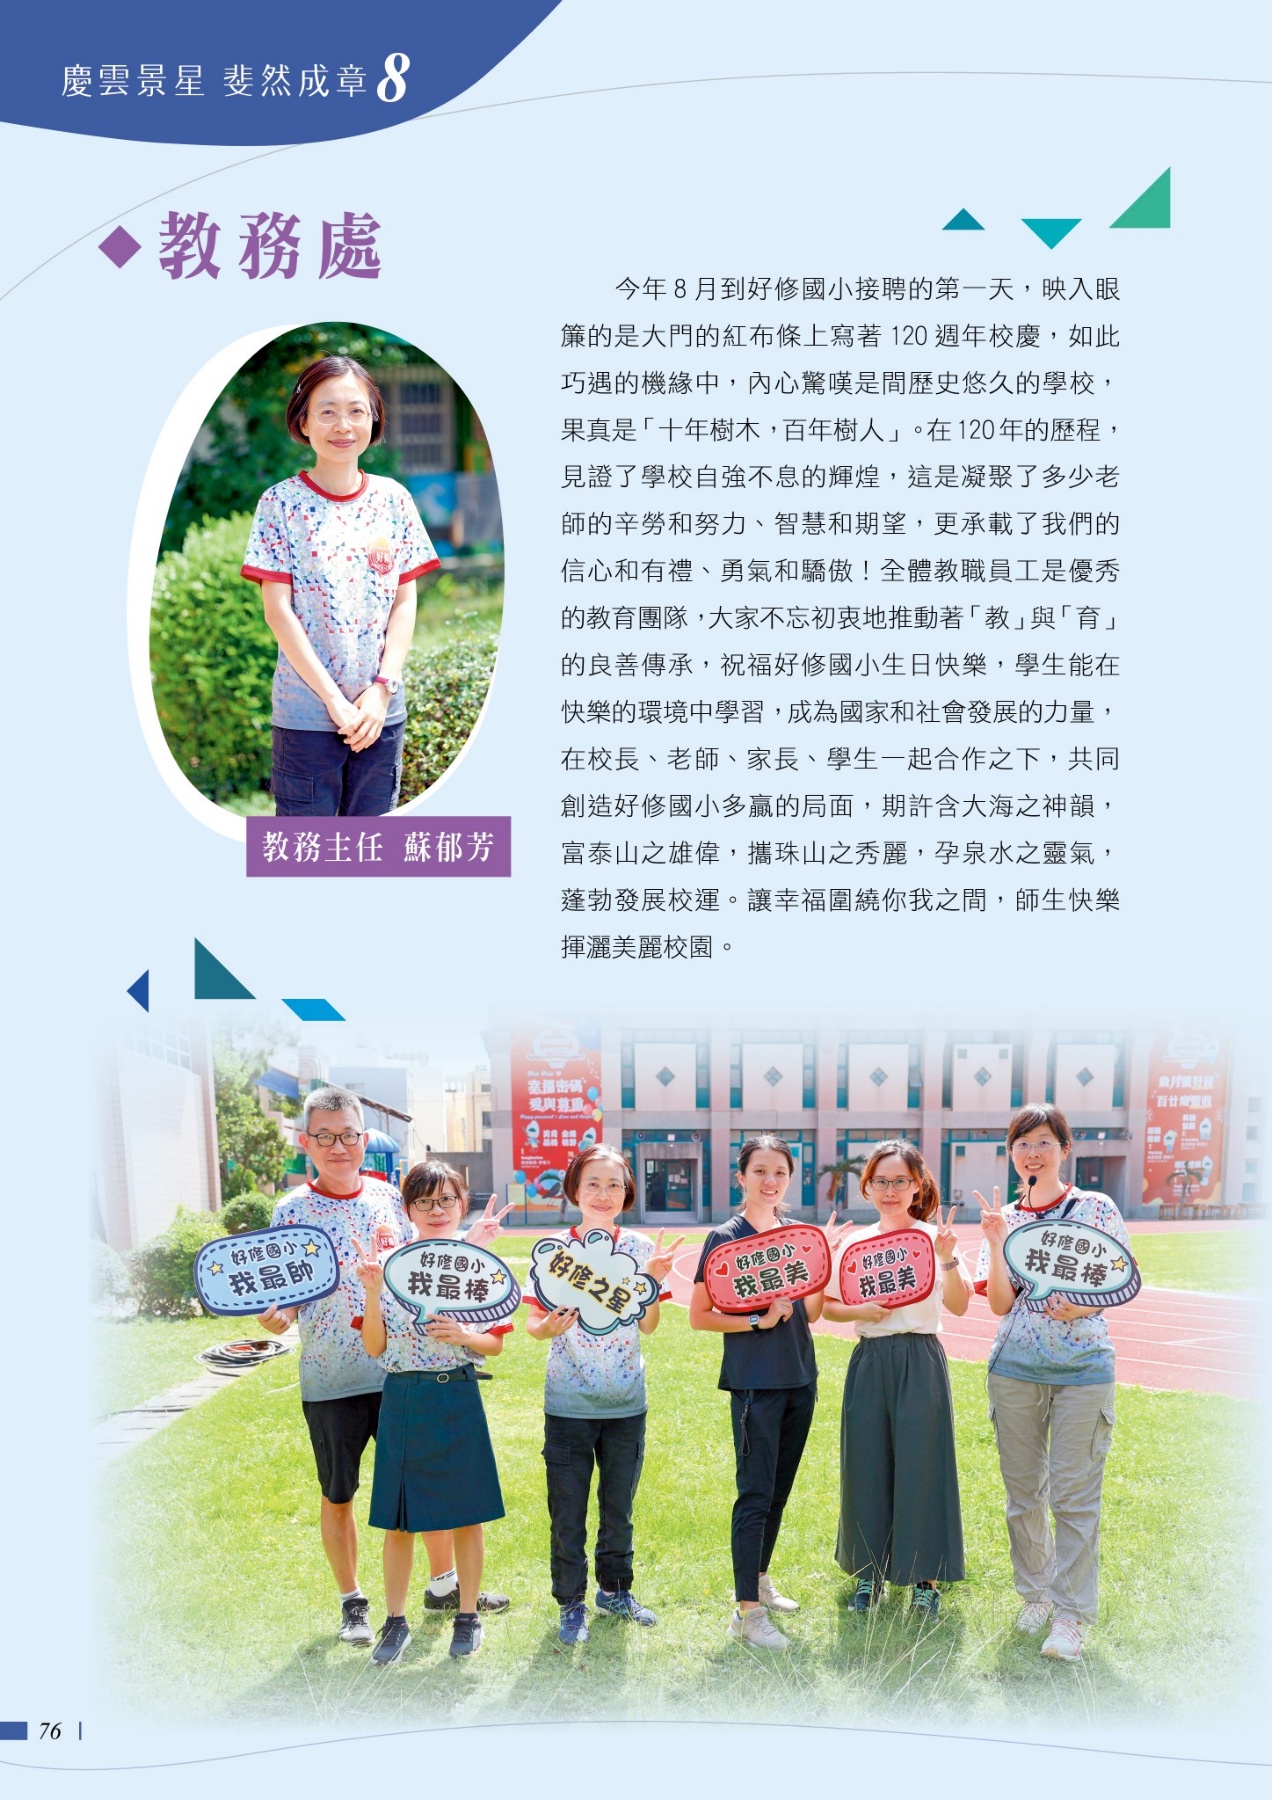 慶雲景星 斐然成章8
教務處
今年8月到好修國小接聘的第一天，映入眼
簾的是大門的紅布條上寫著120週年校慶，如此
巧遇的機緣中，內心驚嘆是間歷史悠久的學校，
果真是「十年樹木，百年樹人」。在120年的歷程，
見證了學校自強不息的輝煌，這是凝聚了多少老
師的辛勞和努力、智慧和期望，更承載了我們的
信心和有禮、勇氣和驕傲！全體教職員工是優秀
的教育團隊，大家不忘初衷地推動著「教」與「育」
的良善傳承，祝福好修國小生日快樂，學生能在
快樂的環境中學習，成為國家和社會發展的力量，
在校長、老師、家長、學生一起合作之下，共同
創造好修國小多贏的局面，期許含大海之神韻，
富泰山之雄偉，攜珠山之秀麗，孕泉水之靈氣，
蓬勃發展校運。讓幸福圍繞你我之間，師生快樂
揮灑美麗校園。
教務主任 蘇郁芳
幸福密碼
愛與尊重
好修國小
我最帥
好修國小
我最棒
好修之星
好修國小
我最美
好修國小
我最美
好修國小
我最棒
76